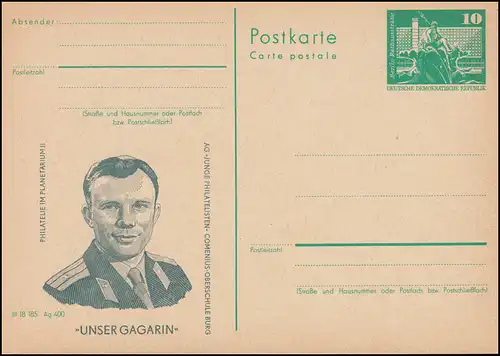 Absender:
Postleitzahl
(Straße und Hausnummer oder Postfach
bzw. Postschließfach)
PHILATELIE IM PLANETARIUM II
AG »JUNGE PHILATELISTEN« COMENIUS-OBERSCHULE BURG
III 18 185 Ag 400
»UNSER GAGARIN«
Postkarte
Carte postale
10
DEUTSCHE DEMOKRATISCHE REPUBLIK
Postleitzahl
(Straße und Hausnummer oder Postfach bzw. Postschließfach)